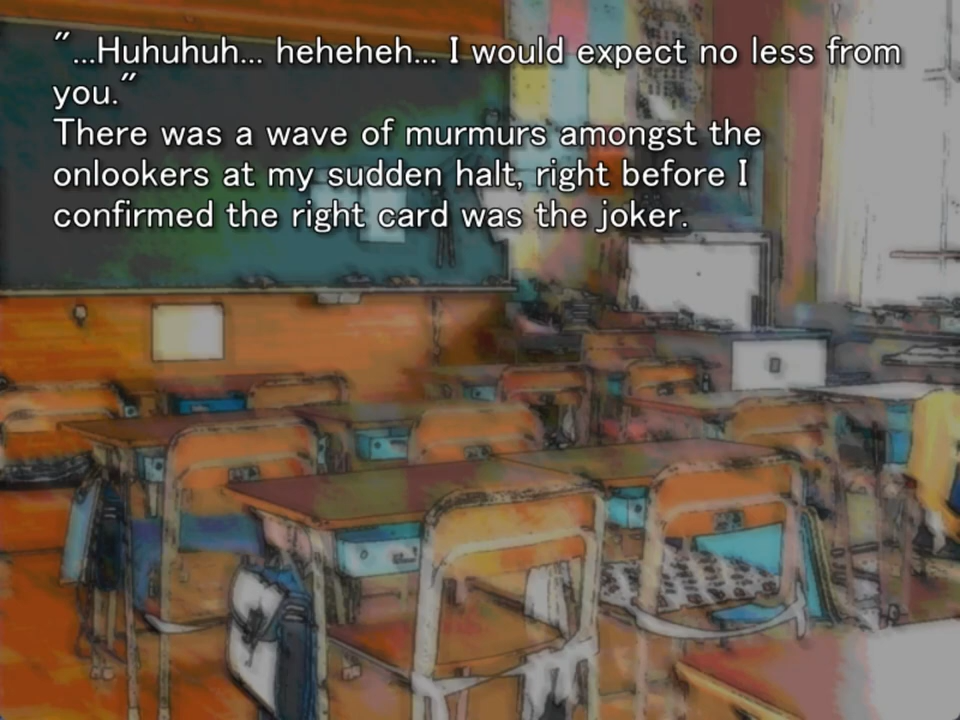 "...Huhuhuh... heheheh... I would expect no less from
you."
There was a wave of murmurs amongst the
onlookers at my sudden halt, right before I
confirmed the right card was the joker.